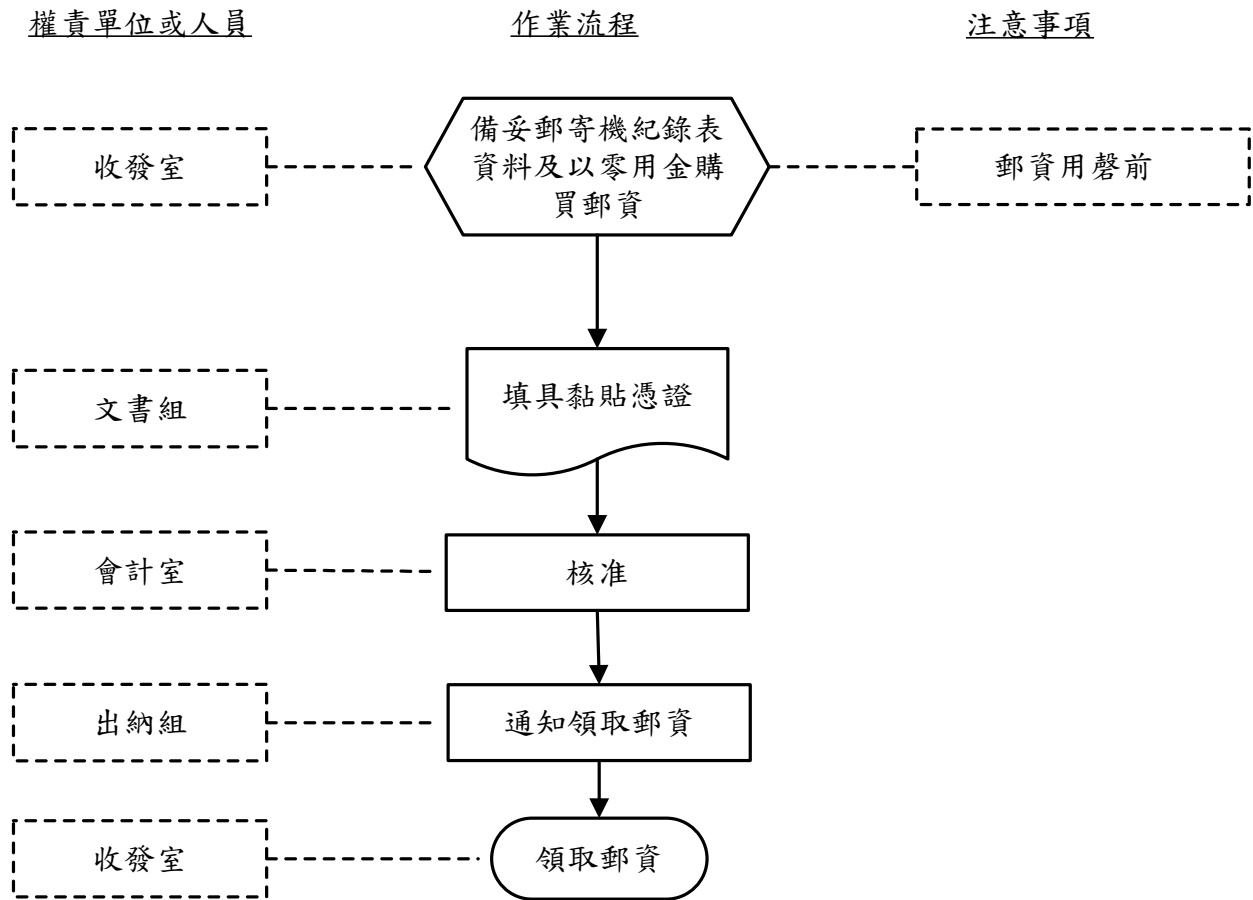 權責單位或人員
作業流程
注意事項
收發室
備妥郵寄機紀錄表
資料及以零用金購
買郵資
郵資用磬前
文書組
填具黏貼憑證
會計室
核准
出納組
通知領取郵資
收發室
領取郵資